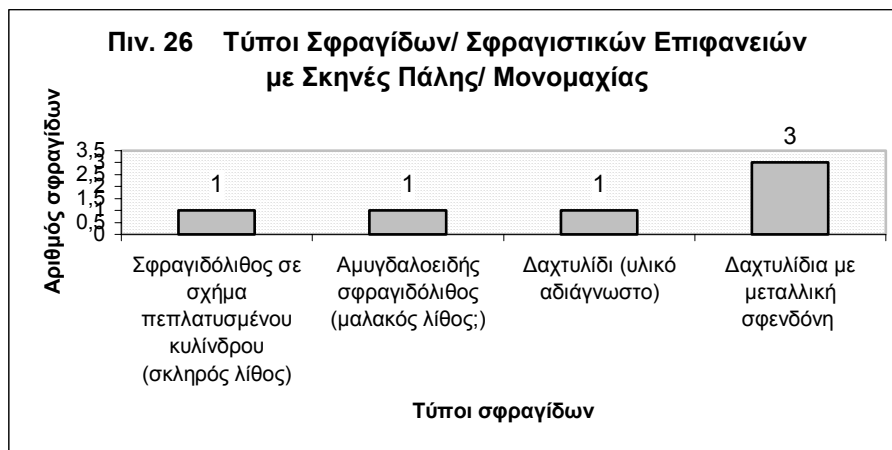 Πιν. 26 Τύποι Σφραγίδων/ Σφραγιστικών Επιφανειών
με Σκηνές Πάλης/ Μονομαχίας
Αριθμός σφραγίδων
3,5
3
2,5
2
1,5
1
0,5
0
1
1
1
3
Σφραγιδόλιθος σε
σχήμα
πεπλατυσμένου
κυλίνδρου
(σκληρός λίθος)
Αμυγδαλοειδής
σφραγιδόλιθος
(μαλακός λίθος;)
Δαχτυλίδι (υλικό
αδιάγνωστο)
Δαχτυλίδια με
μεταλλική
σφενδόνη
Τύποι σφραγίδων